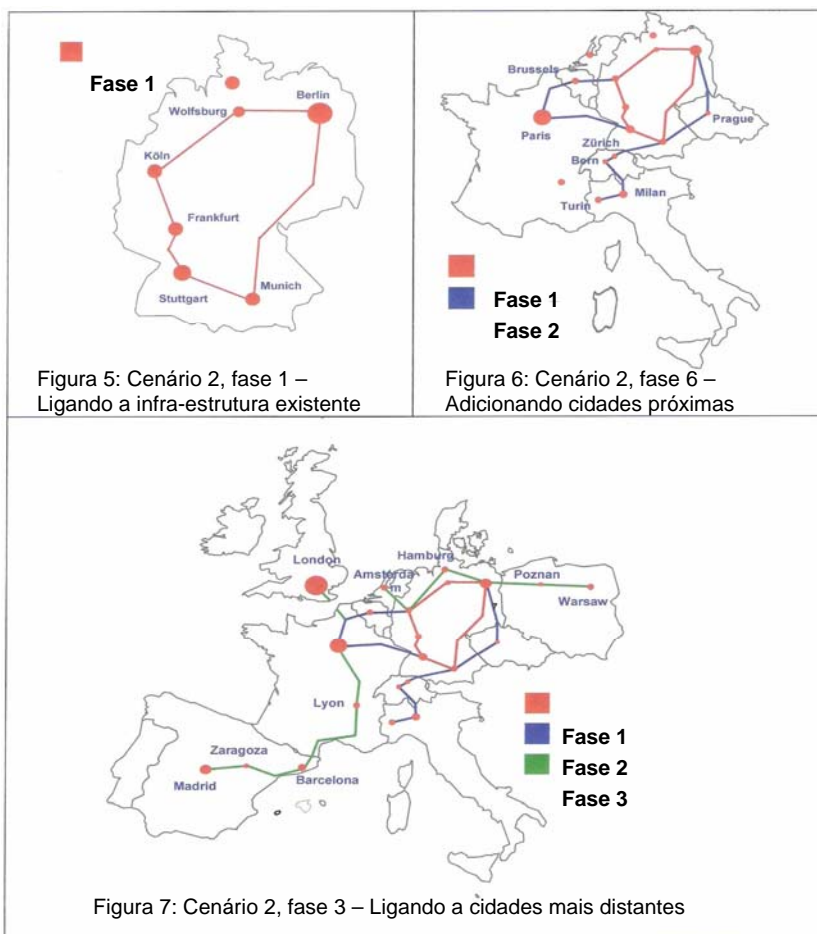 Fase 1
Berlin
Wolfsburg
Köln
Frankfurt
Stuttgart
Munich
Figura 5: Cenário 2, fase 1 –
Ligando a infra-estrutura existente
Brussels
Paris
Prague
Zürich
Bern
Turin
Milan
Fase 1
Fase 2
Figura 6: Cenário 2, fase 6 –
Adicionando cidades próximas
London
Hamburg
Amsterda
m
Poznan
Warsaw
Lyon
Zaragoza
Madrid
Barcelona
Fase 1
Fase 2
Fase 3
Figura 7: Cenário 2, fase 3 – Ligando a cidades mais distantes